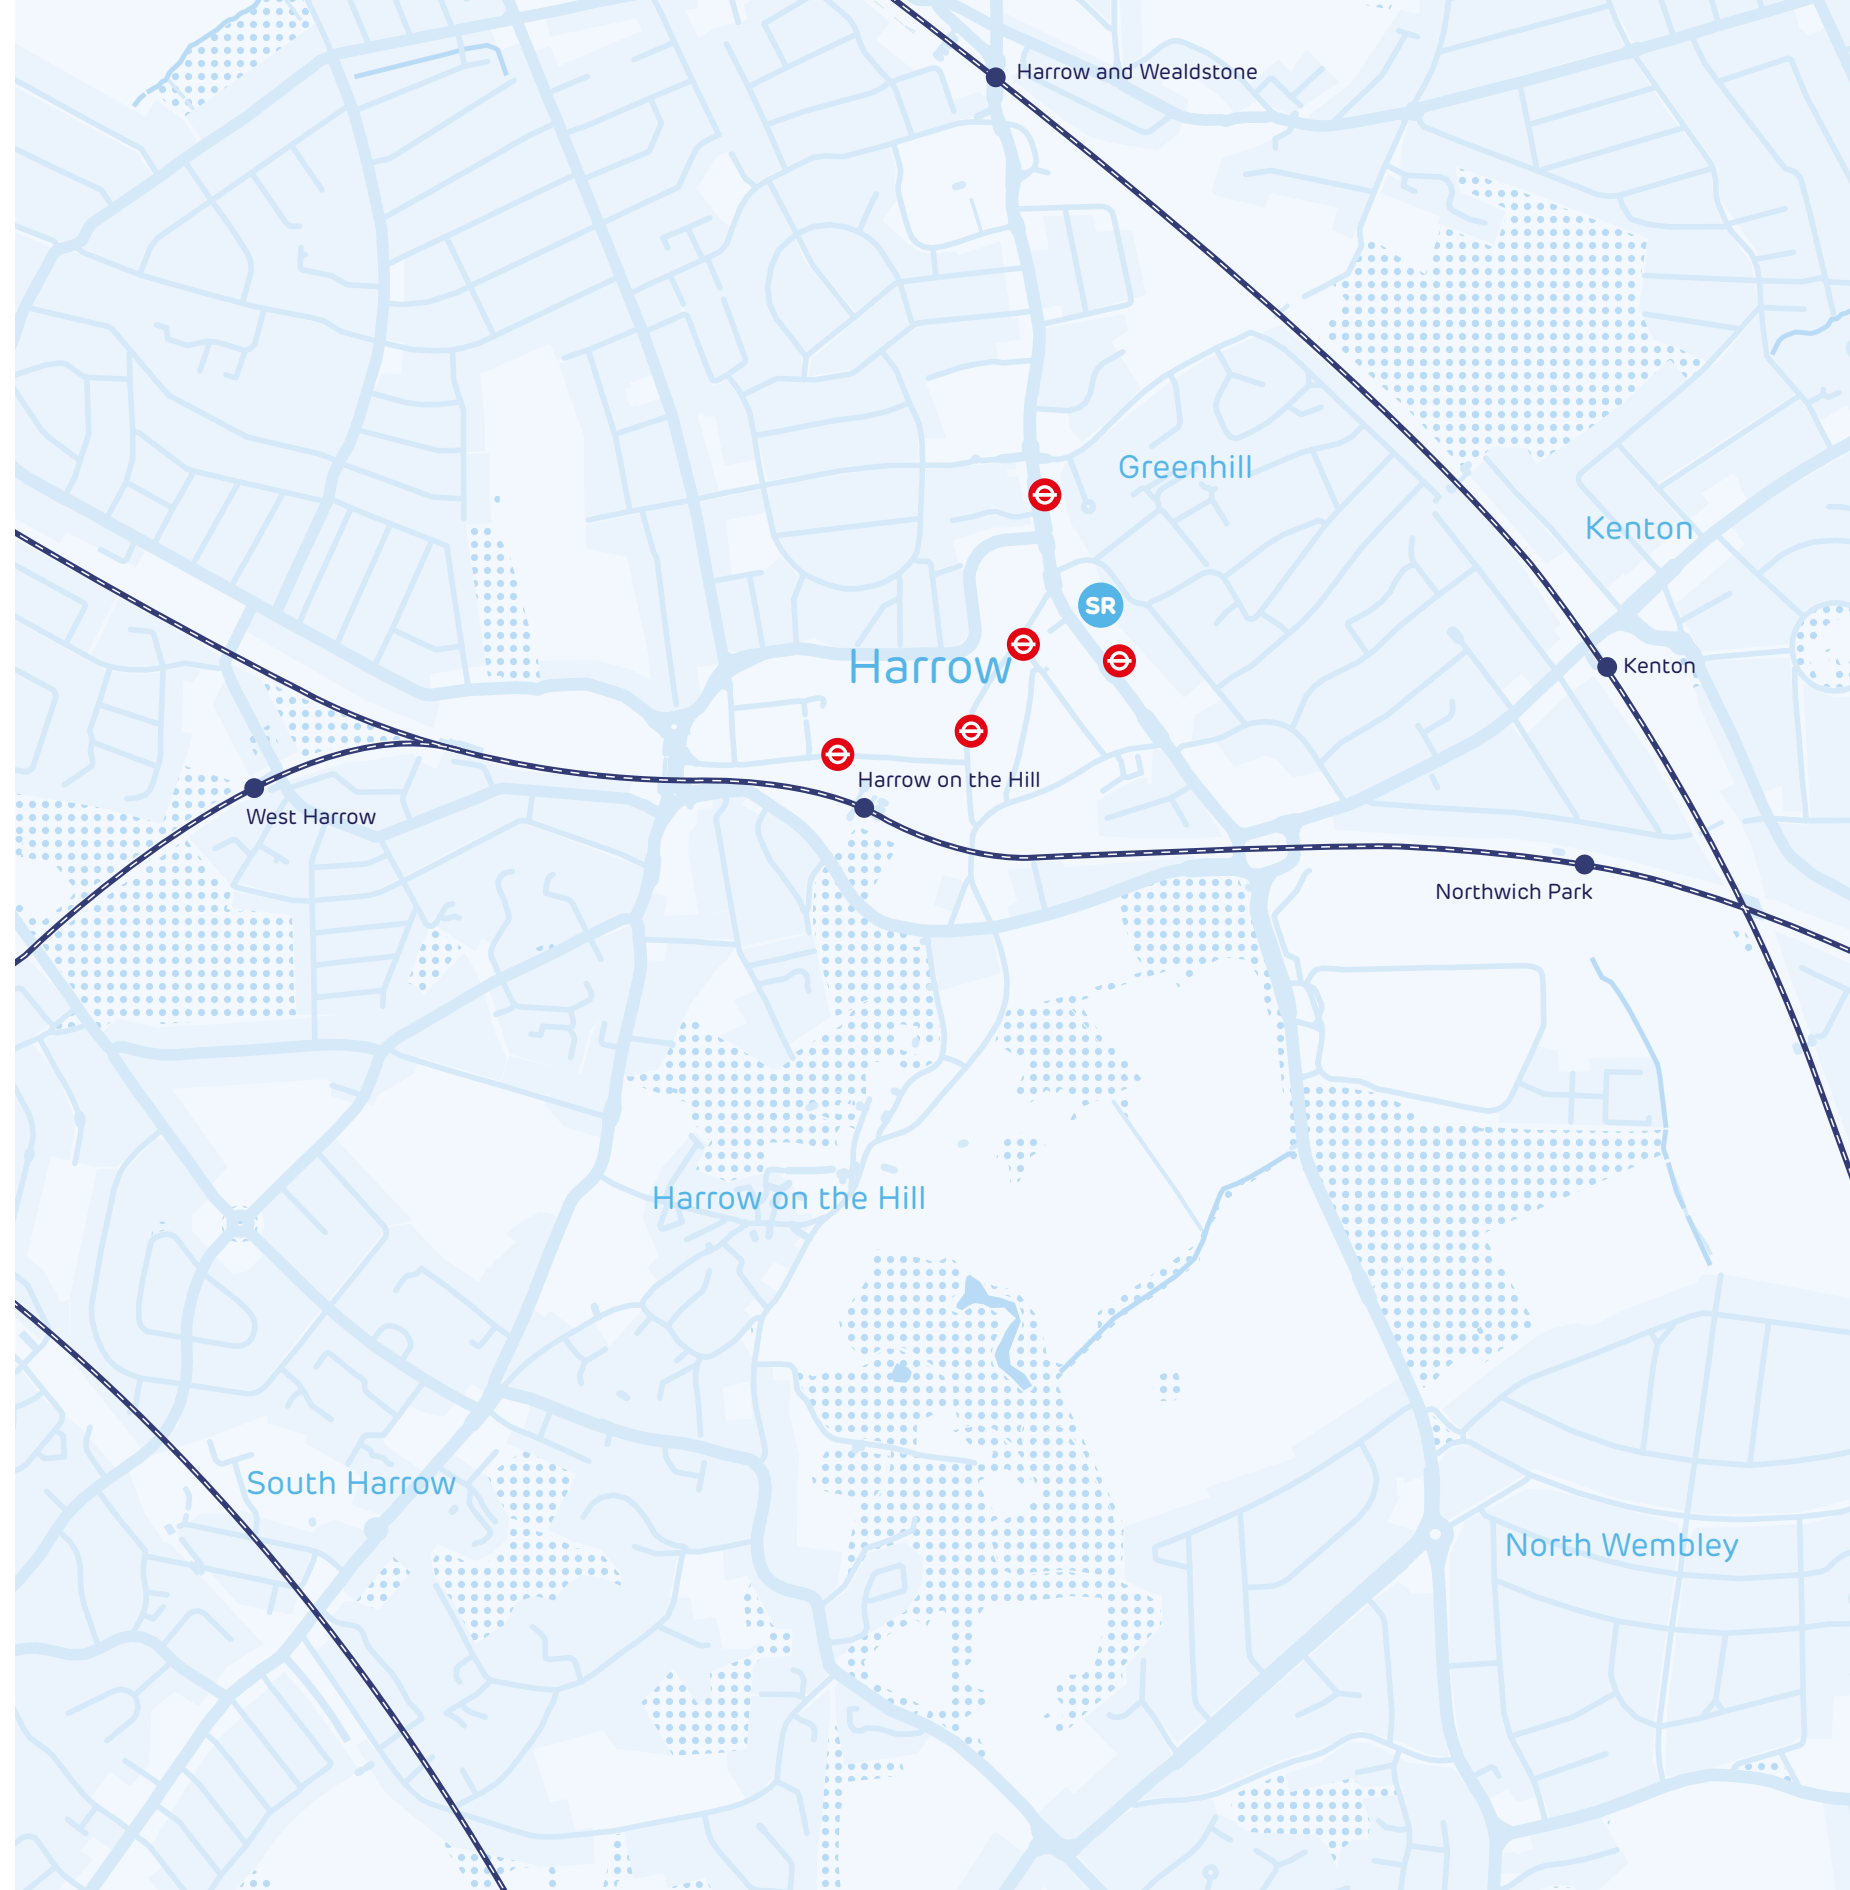 Harrow and Wealdstone
Greenhill
Kenton
SR
Harrow
Kenton
Harrow on the Hill
West Harrow
Northwich Park
Harrow on the Hill
South Harrow
North Wembley